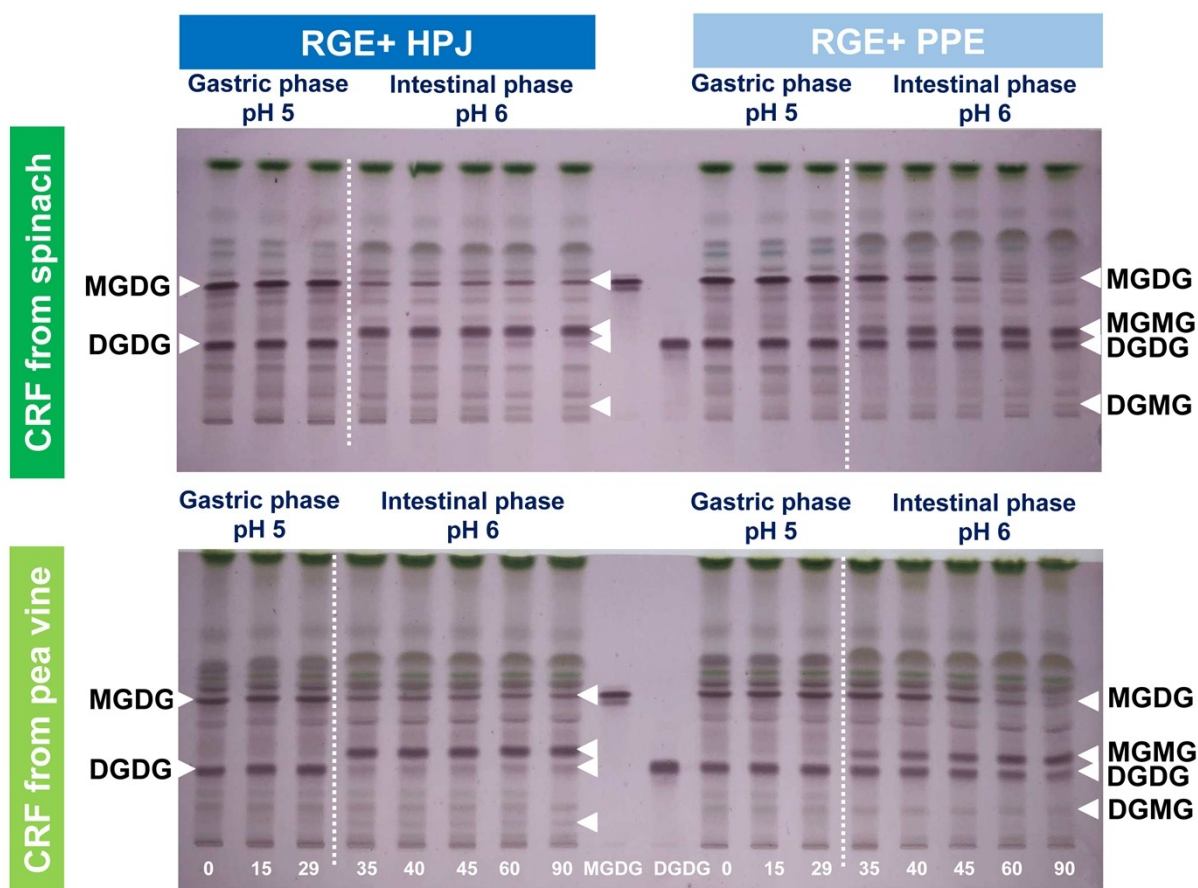 RGE+ HPJ
RGE+ PPE
Gastric phase
pH 5
Intestinal phase
pH 6
Gastric phase
pH 5
Intestinal phase
pH 6
CRF from spinach
MGDG
DGDG
MGDG
MGMG
DGDG
DGMG
Gastric phase
pH 5
Intestinal phase
pH 6
Gastric phase
pH 5
Intestinal phase
pH 6
CRF from pea vine
MGDG
DGDG
MGDG
MGMG
DGDG
DGMG
0 15 29 35 40 45 60 90 MGDG DGDG 0 15 29 35 40 45 60 90